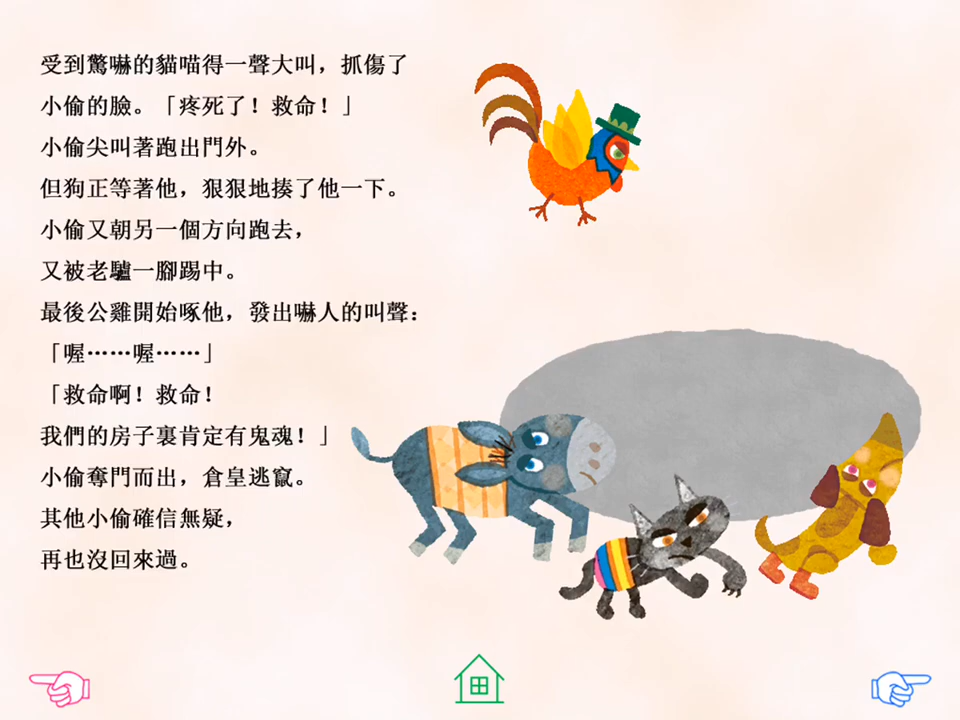 受到驚嚇的貓喵得一聲大叫，抓傷了
小偷的臉。「疼死了！救命！」
小偷尖叫著跑出門外。
但狗正等著他，狠狠地揍了他一下。
小偷又朝另一個方向跑去，
又被老驢一腳踢中。
最後公雞開始啄他，發出嚇人的叫聲：
「喔……喔……」
「救命啊！救命！
我們的房子裏肯定有鬼魂！」
小偷奪門而出，倉皇逃竄。
其他小偷確信無疑，
再也沒回來過。